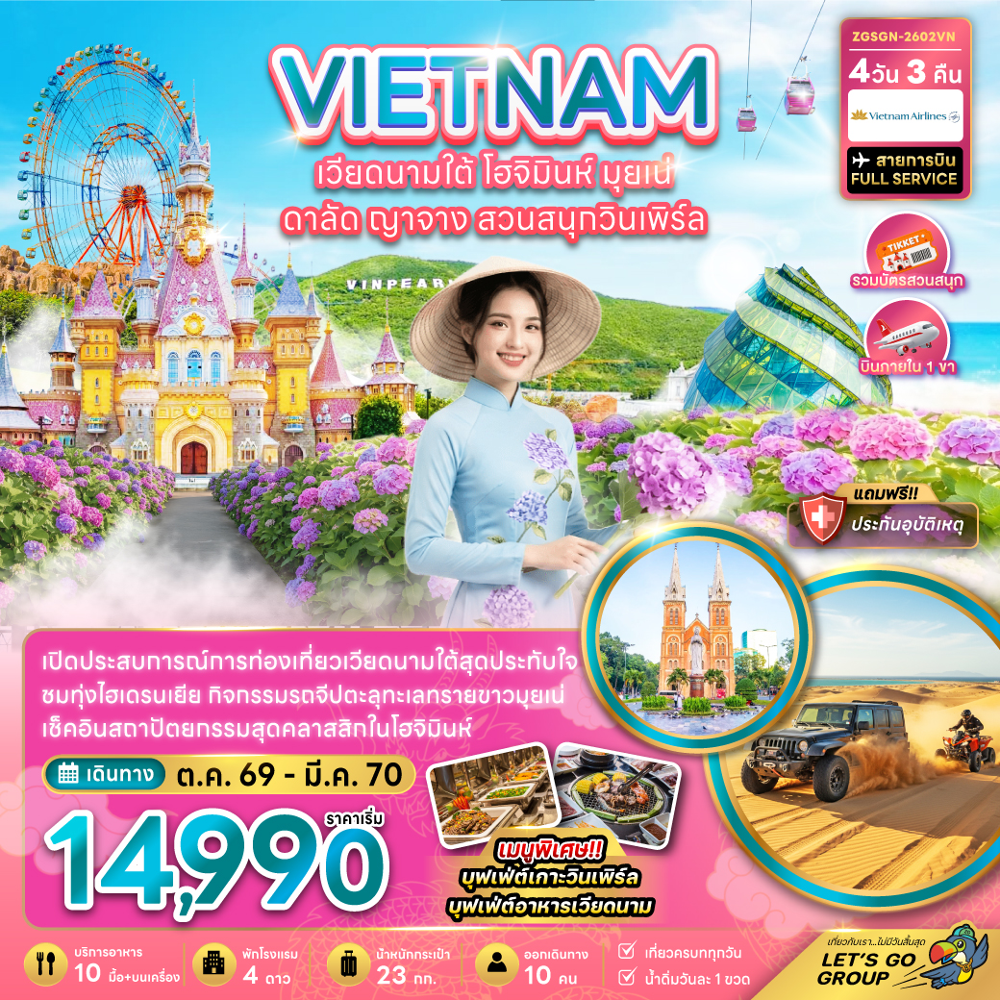 ZGSGN-2602VN
4วัน 3 คืน
Vietnam Airlines
สายการบิน
FULL SERVICE
VIETNAM
เวียดนามใต้ โฮจิมินห์ มุยเน่
ดาลัด ญาจาง สวนสนุกวินเพิร์ล
TIKKET
รวมบัตรสวนสนุก
บินภายใน 1 ขา
VINPEARL
แถมฟรี!!
ประกันอุบัติเหตุ
เปิดประสบการณ์การท่องเที่ยวเวียดนามใต้สุดประทับใจ
ชมทุ่งไฮเดรนเยีย กิจกรรมรถจี๊ปตะลุทะเลทรายขาวมุยเน่
เช็คอินสถาปัตยกรรมสุดคลาสสิกในโฮจิมินห์
เดินทาง ต.ค. 69 - มี.ค. 70
ราคาเริ่ม
14,990
เมนูพิเศษ!!
บุฟเฟ่ต์เกาะวินเพิร์ล
บุฟเฟ่ต์อาหารเวียดนาม
บริการอาหาร
10 มื้อ+บนเครื่อง
พักโรงแรม
4 ดาว
น้ำหนักกระเป๋า
23 กก.
ออกเดินทาง
10 คน
เที่ยวครบททุกวัน
น้ำดื่มวันละ 1 ขวด
เที่ยวกับเรา...ไม่มีวันสิ้นสุด
LET'S GO
GROUP